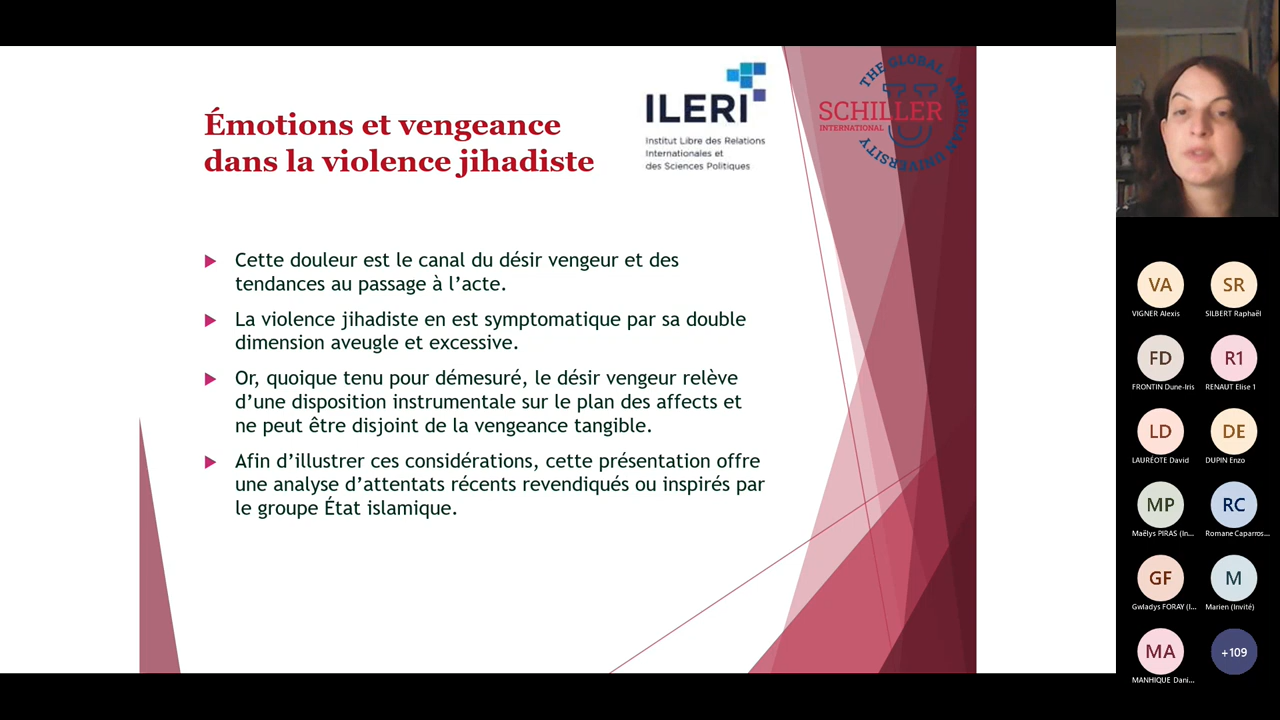 Émotions et vengeance
dans la violence jihadiste
ILERI
Institut Libre des Relations
Internationales et
des Sciences Politiques
THE GLOBAL AMERICAN UNIVERSITY
SCHILLER
INTERNATIONAL
U
Cette douleur est le canal du désir vengeur et des
tendances au passage à l’acte.
La violence jihadiste en est symptomatique par sa double
dimension aveugle et excessive.
Or, quoique tenu pour démesuré, le désir vengeur relève
d’une disposition instrumentale sur le plan des affects et
ne peut être disjoint de la vengeance tangible.
Afin d’illustrer ces considérations, cette présentation offre
une analyse d’attentats récents revendiqués ou inspirés par
le groupe État islamique.
VA
VIGNER Alexis
SR
SILBERT Raphaël
FD
FRONTIN Dune-Iris
R1
RENAUT Elise 1
LD
LAURÉOTE David
DE
DUPIN Enzo
MP
Maëlys PIRAS (In...
RC
Romane Caparros...
GF
Gwladys FORAY (I...
M
Marien (Invité)
MA
MANHIQUE Dani...
+109